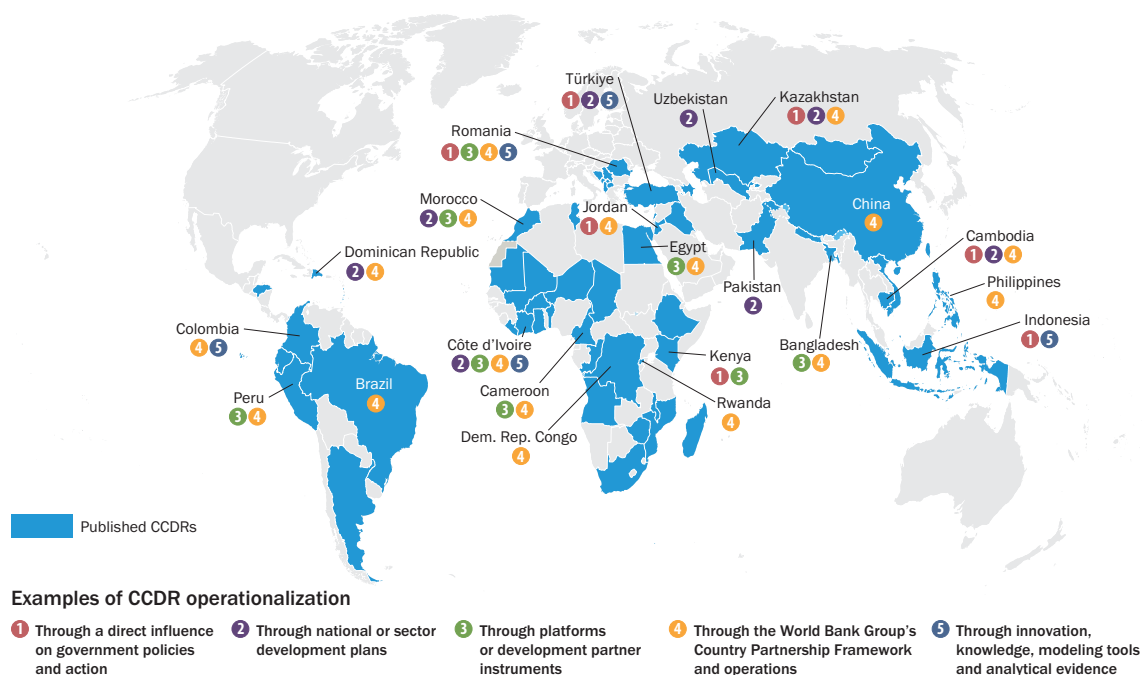 Türkiye
1 2 5
Uzbekistan
2
Kazakhstan
1 2 4
Romania
1 3 4 5
Morocco
2 3 4
Jordan
1 4
China
4
Egypt
3 4
Cambodia
1 2 4
Dominican Republic
2 4
Pakistan
2
Philippines
4
Colombia
4 5
Côte d'Ivoire
2 3 4 5
Bangladesh
3 4
Indonesia
1 5
Kenya
1 3
Brazil
4
Peru
3 4
Cameroon
3 4
Rwanda
4
Dem. Rep. Congo
4
Published CCDRs
Examples of CCDR operationalization
1 Through a direct influence
on government policies
and action
2 Through national or sector
development plans
3 Through platforms
or development partner
instruments
4 Through the World Bank Group's
Country Partnership Framework
and operations
5 Through innovation,
knowledge, modeling tools
and analytical evidence